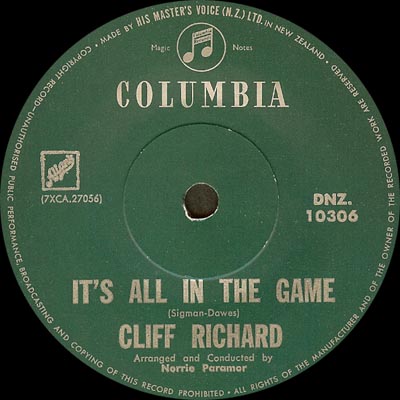 • MADE BY HIS MASTER'S VOICE (N.Z.) LTD. IN NEW ZEALAND •
Magic Notes
COLUMBIA
(7XCA.27056)
DNZ.
10306
IT'S ALL IN THE GAME
(Sigman-Dawes)
CLIFF RICHARD
Arranged and Conducted by
Norrie Paramor
COPYRIGHT RECORD—UNAUTHORISED PUBLIC PERFORMANCE, BROADCASTING AND COPYING OF THIS RECORD PROHIBITED • ALL RIGHTS OF THE MANUFACTURER AND OF THE OWNER OF THE RECORDED WORK ARE RESERVED